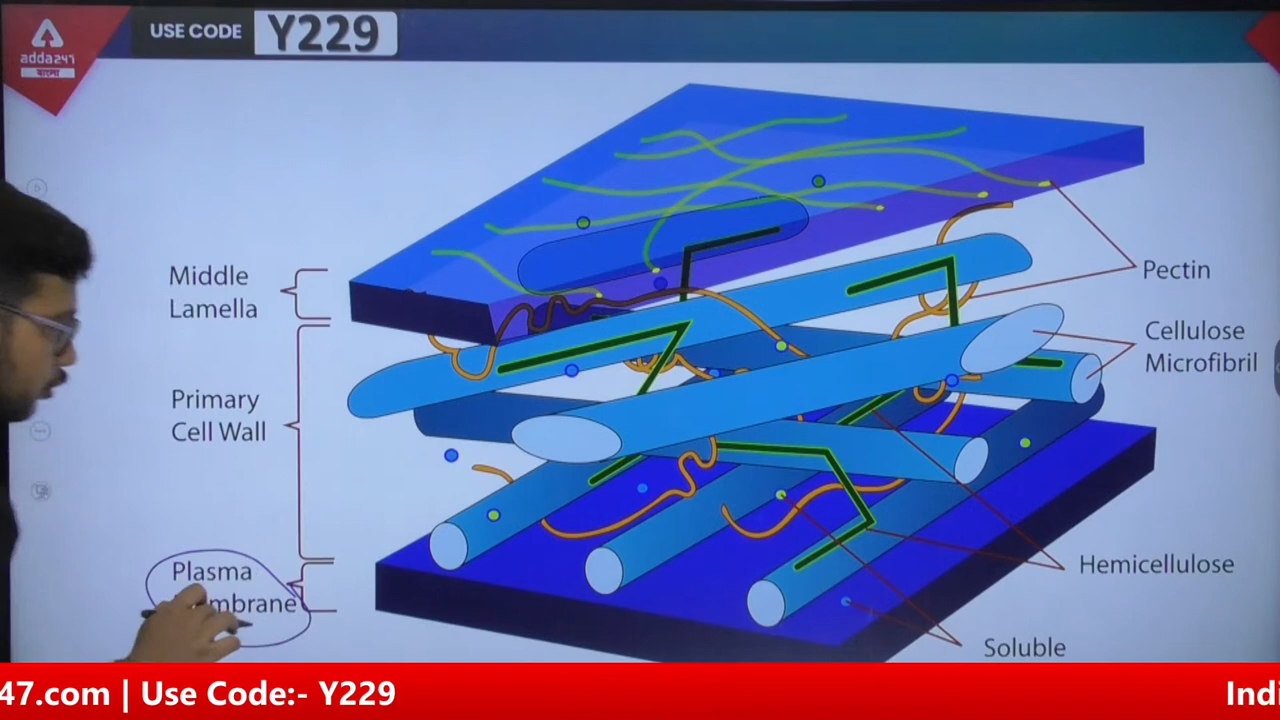 USE CODE Y229
adda247
বাংলা
Middle
Lamella
Pectin
Cellulose
Microfibril
Primary
Cell Wall
Plasma
Hemicellulose
Soluble
47.com | Use Code:- Y229